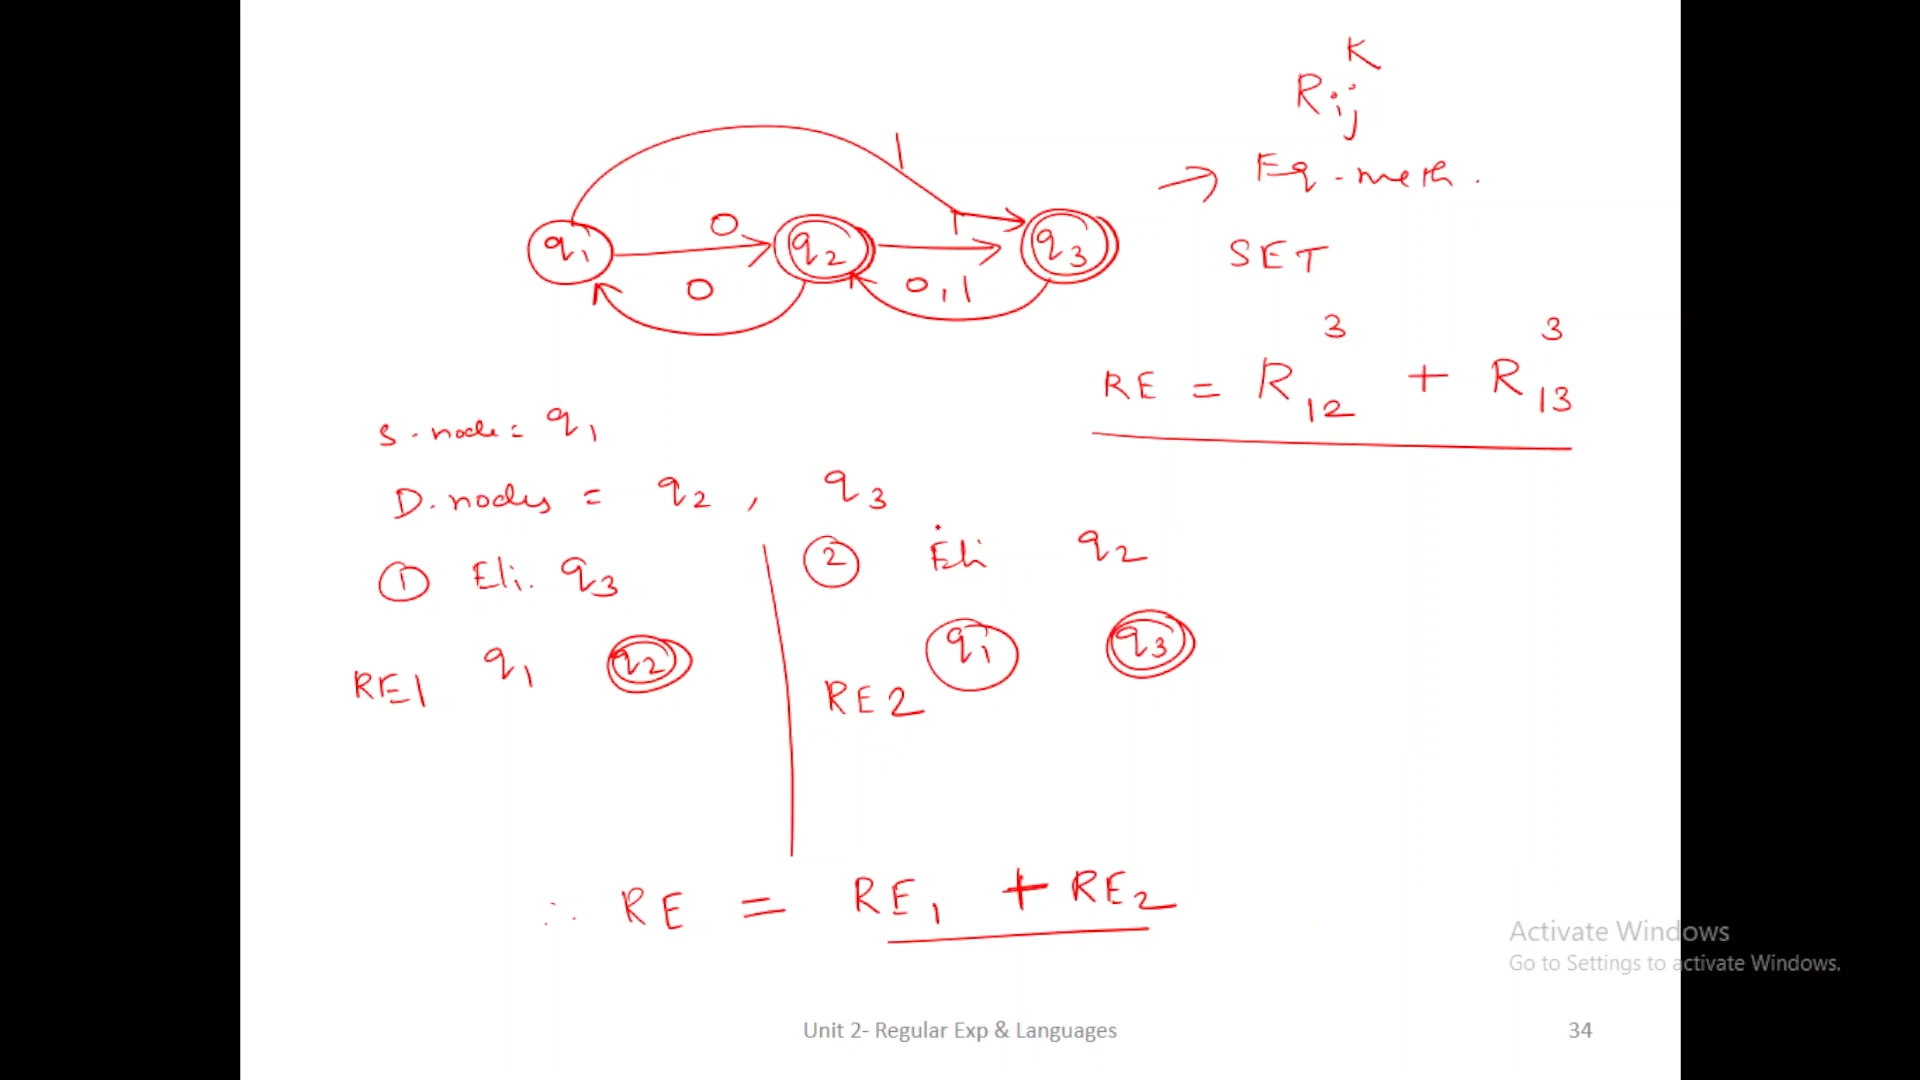 K
Rij
1
→ Eq-meth.
q1 0 q2 1 q3
0 0,1
SET
3 3
RE = R12 + R13
S-node= q1
D.nodes = q2, q3
① Eli. q3
② Eli q2
q1 q2
RE1
q1 q3
RE2
∴ RE = RE1 + RE2
Activate Windows
Go to Settings to activate Windows.
Unit 2- Regular Exp & Languages
34